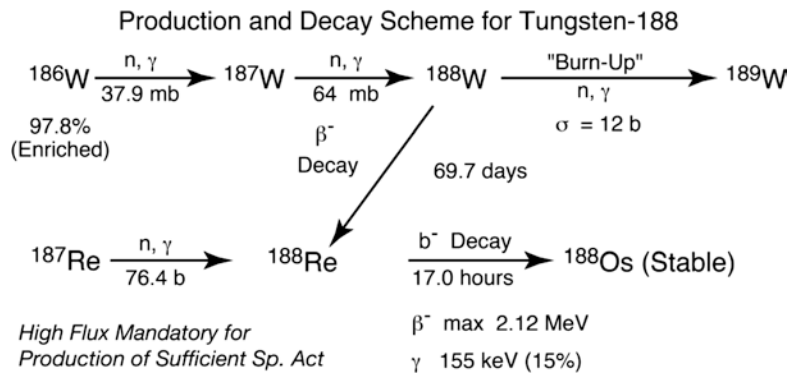 Production and Decay Scheme for Tungsten-188
¹⁸⁶W n, γ 37.9 mb ¹⁸⁷W n, γ 64 mb ¹⁸⁸W "Burn-Up" n, γ σ = 12 b ¹⁸⁹W
97.8%
(Enriched)
β⁻
Decay
69.7 days
¹⁸⁷Re n, γ 76.4 b ¹⁸⁸Re b⁻ Decay 17.0 hours ¹⁸⁸Os (Stable)
β⁻ max 2.12 MeV
γ 155 keV (15%)
High Flux Mandatory for
Production of Sufficient Sp. Act